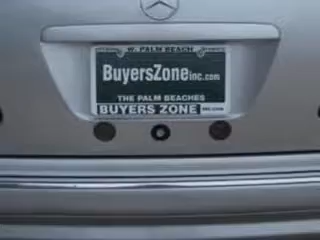 W. PALM BEACH
BuyersZoneinc.com
THE PALM BEACHES
BUYERS ZONE